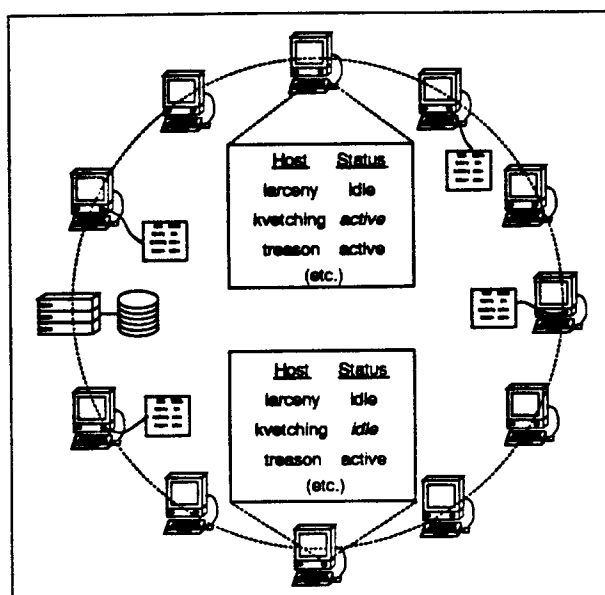 Host Status
larceny idle
kvetching active
treason active
(etc.)
Host Status
larceny idle
kvetching idle
treason active
(etc.)